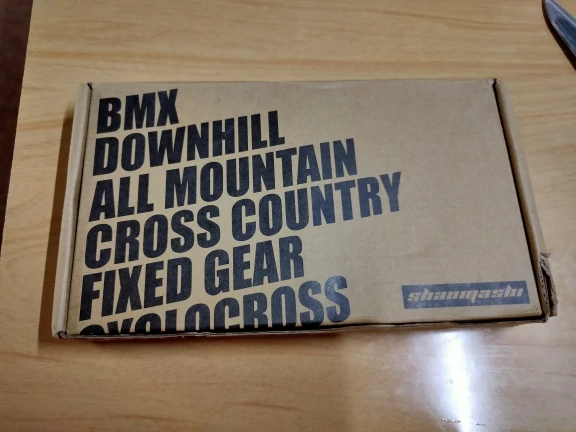 BMX
DOWNHILL
ALL MOUNTAIN
CROSS COUNTRY
FIXED GEAR
CYCLOCROSS
shanmashi